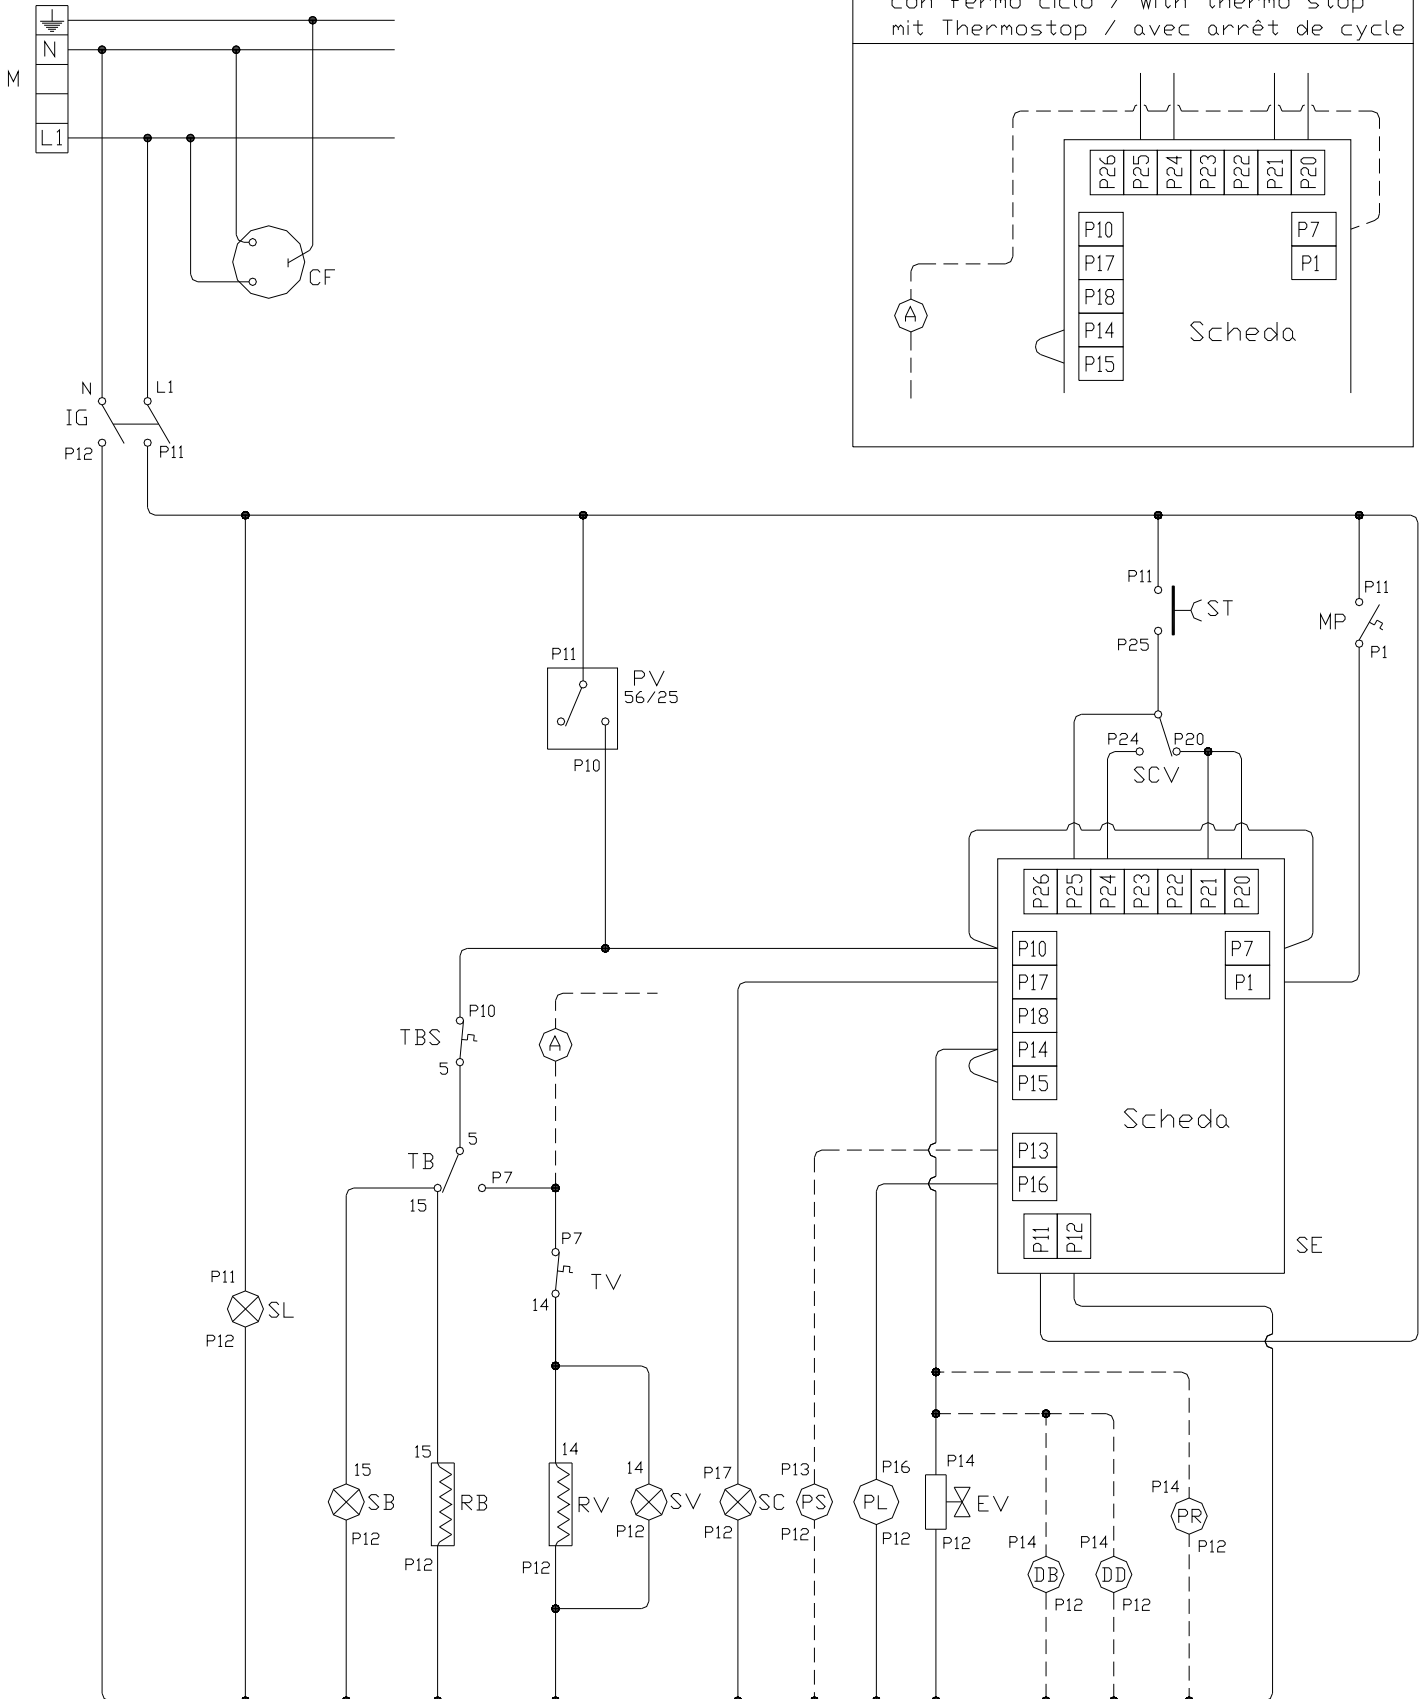 con fermo ciclo / with thermo stop
mit Thermostop / avec arrêt de cycle
N
M
L1
CF
P26 P25 P24 P23 P22 P21 P20
P10
P7
P17
P1
P18
A
P14
Scheda
P15
N
L1
IG
P12
P11
P11
ST
P25
P11
MP
P1
P11
PV
56/25
P10
P24
P20
SCV
P26 P25 P24 P23 P22 P21 P20
P10
P7
P17
P1
P18
P14
P15
Scheda
P13
P16
P11 P12
SE
P10
TBS
5
A
5
TB
15
P7
P7
TV
14
P11
SL
P12
15
SB
P12
15
RB
P12
14
RV
P12
14
SV
P12
P17
SC
P12
P13
PS
P12
P16
PL
P12
P14
EV
P12
P14
DB
P12
P14
DD
P12
P14
PR
P12